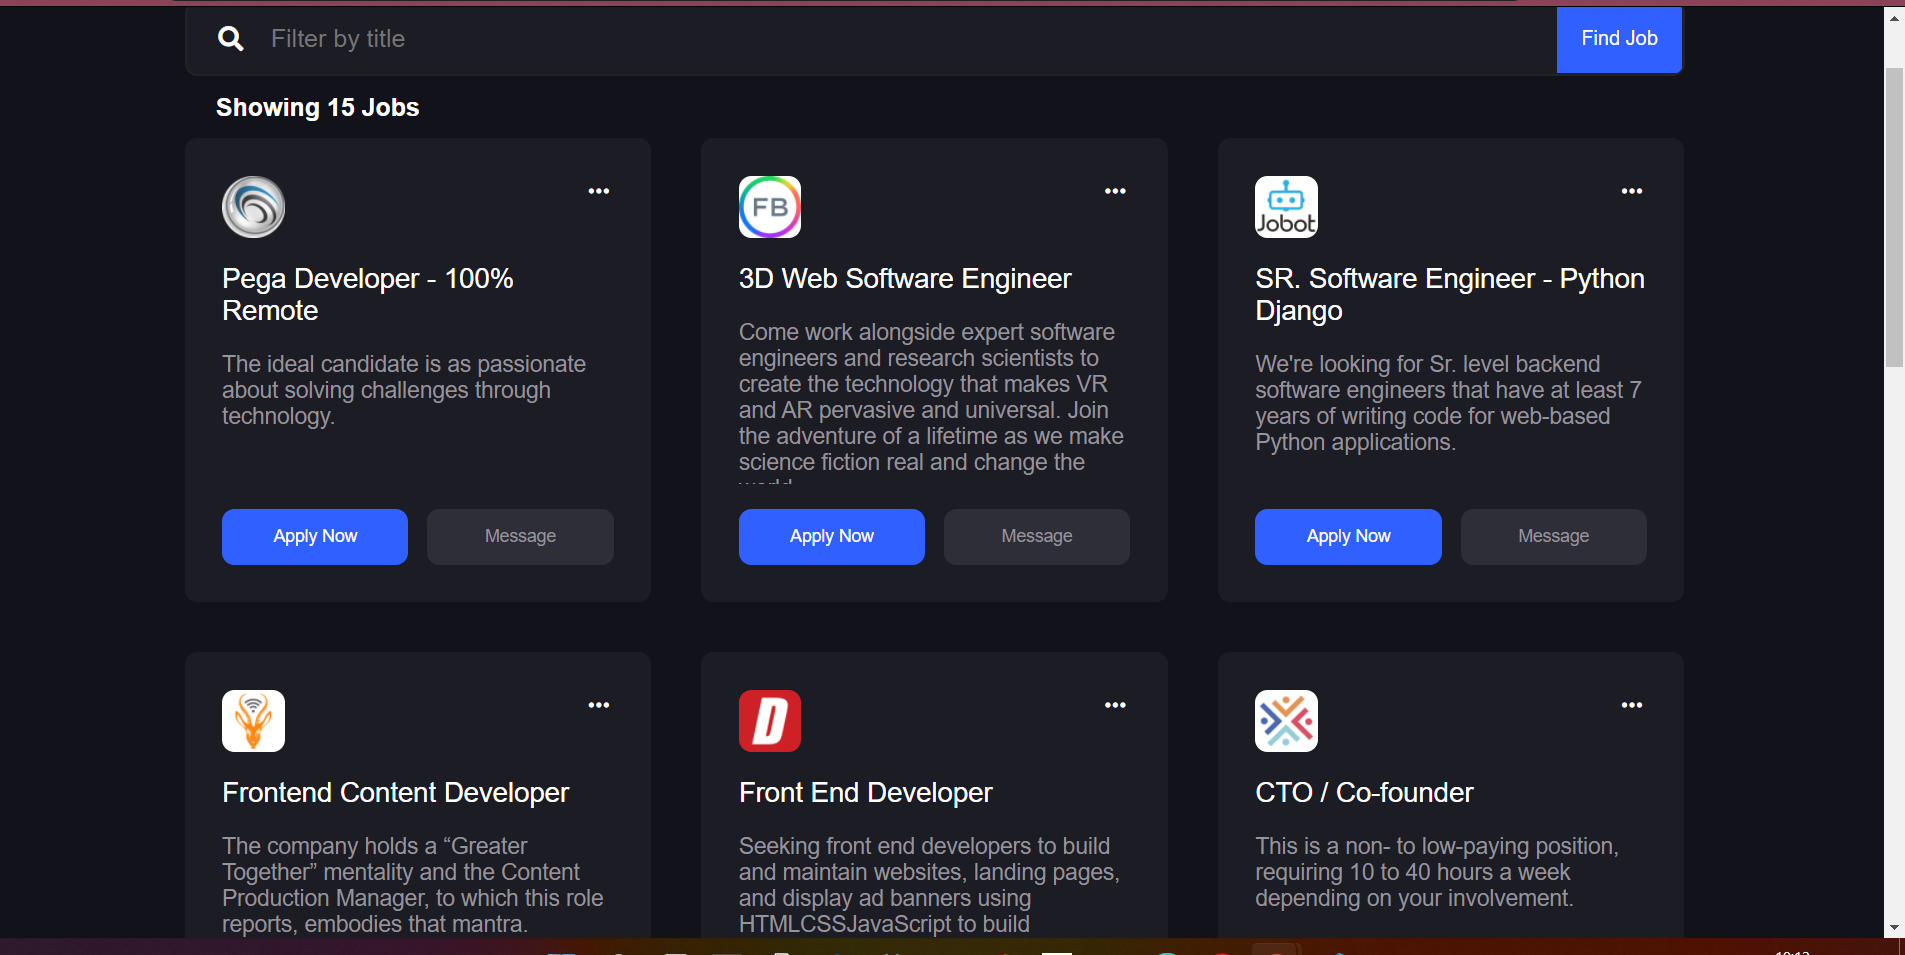 Filter by title
Find Job
Showing 15 Jobs
Pega Developer - 100%
Remote
The ideal candidate is as passionate
about solving challenges through
technology.
Apply Now
Message
FB
3D Web Software Engineer
Come work alongside expert software
engineers and research scientists to
create the technology that makes VR
and AR pervasive and universal. Join
the adventure of a lifetime as we make
science fiction real and change the
Apply Now
Message
Jobot
SR. Software Engineer - Python
Django
We're looking for Sr. level backend
software engineers that have at least 7
years of writing code for web-based
Python applications.
Apply Now
Message
Frontend Content Developer
The company holds a “Greater
Together” mentality and the Content
Production Manager, to which this role
reports, embodies that mantra.
D
Front End Developer
Seeking front end developers to build
and maintain websites, landing pages,
and display ad banners using
HTMLCSSJavaScript to build
CTO / Co-founder
This is a non- to low-paying position,
requiring 10 to 40 hours a week
depending on your involvement.